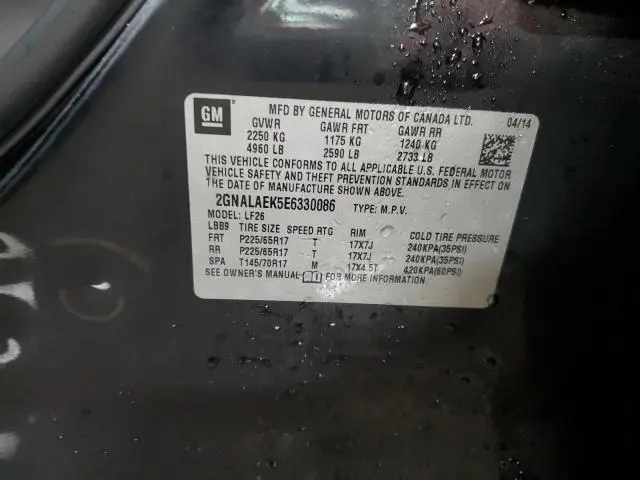 GM
MFD BY GENERAL MOTORS OF CANADA LTD. 04/14
GVWR GAWR FRT GAWR RR
2250 KG 1175 KG 1240 KG
4960 LB 2590 LB 2733 LB
THIS VEHICLE CONFORMS TO ALL APPLICABLE U.S. FEDERAL MOTOR
VEHICLE SAFETY AND THEFT PREVENTION STANDARDS IN EFFECT
ON THE DATE OF MANUFACTURE SHOWN ABOVE.
2GNALAEK5E6330086 TYPE: M.P.V.
MODEL: LF26
LBB9 TIRE SIZE SPEED RTG RIM COLD TIRE PRESSURE
FRT P225/65R17 T 17X7J 240KPA(35PSI)
RR P225/65R17 T 17X7J 240KPA(35PSI)
SPA T145/70R17 M 17X4.5T 420KPA(60PSI)
SEE OWNER'S MANUAL FOR MORE INFORMATION.